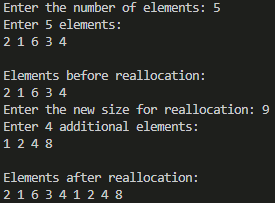 Enter the number of elements: 5
Enter 5 elements:
2 1 6 3 4
Elements before reallocation:
2 1 6 3 4
Enter the new size for reallocation: 9
Enter 4 additional elements:
1 2 4 8
Elements after reallocation:
2 1 6 3 4 1 2 4 8